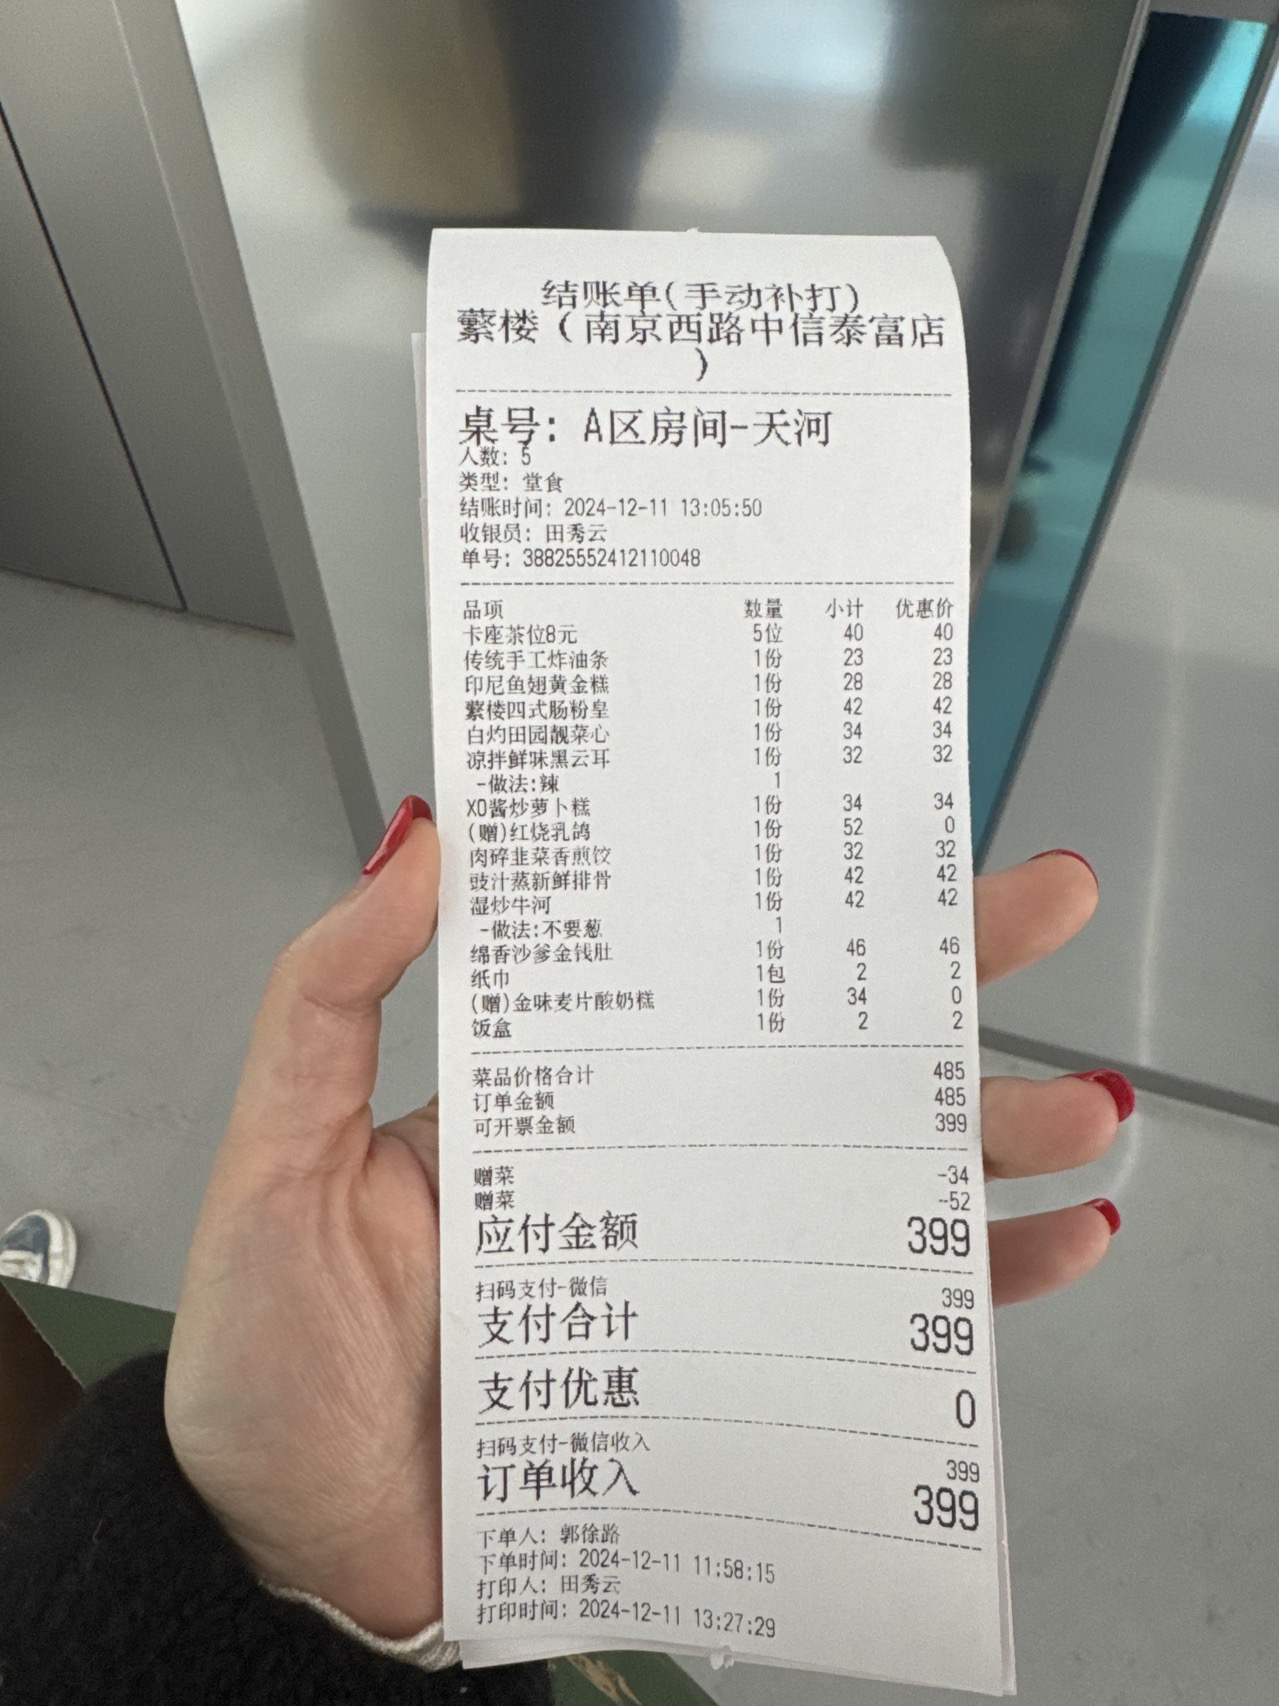 结账单(手动补打)
蘩楼（南京西路中信泰富店
）
桌号: A区房间-天河
人数: 5
类型: 堂食
结账时间: 2024-12-11 13:05:50
收银员: 田秀云
单号: 38825552412110048
品项 数量 小计 优惠价
卡座茶位8元 5位 40 40
传统手工炸油条 1份 23 23
印尼鱼翅黄金糕 1份 28 28
蘩楼四式肠粉皇 1份 42 42
白灼田园靓菜心 1份 34 34
凉拌鲜味黑云耳 1份 32 32
-做法:辣 1
XO酱炒萝卜糕 1份 34 34
(赠)红烧乳鸽 1份 52 0
肉碎韭菜香煎饺 1份 32 32
豉汁蒸新鲜排骨 1份 42 42
湿炒牛河 1份 42 42
-做法:不要葱 1
绵香沙爹金钱肚 1份 46 46
纸巾 1包 2 2
(赠)金味麦片酸奶糕 1份 34 0
饭盒 1份 2 2
菜品价格合计 485
订单金额 485
可开票金额 399
赠菜 -34
赠菜 -52
应付金额 399
扫码支付-微信 399
支付合计 399
支付优惠 0
扫码支付-微信收入 399
订单收入 399
下单人: 郭徐路
下单时间: 2024-12-11 11:58:15
打印人: 田秀云
打印时间: 2024-12-11 13:27:29